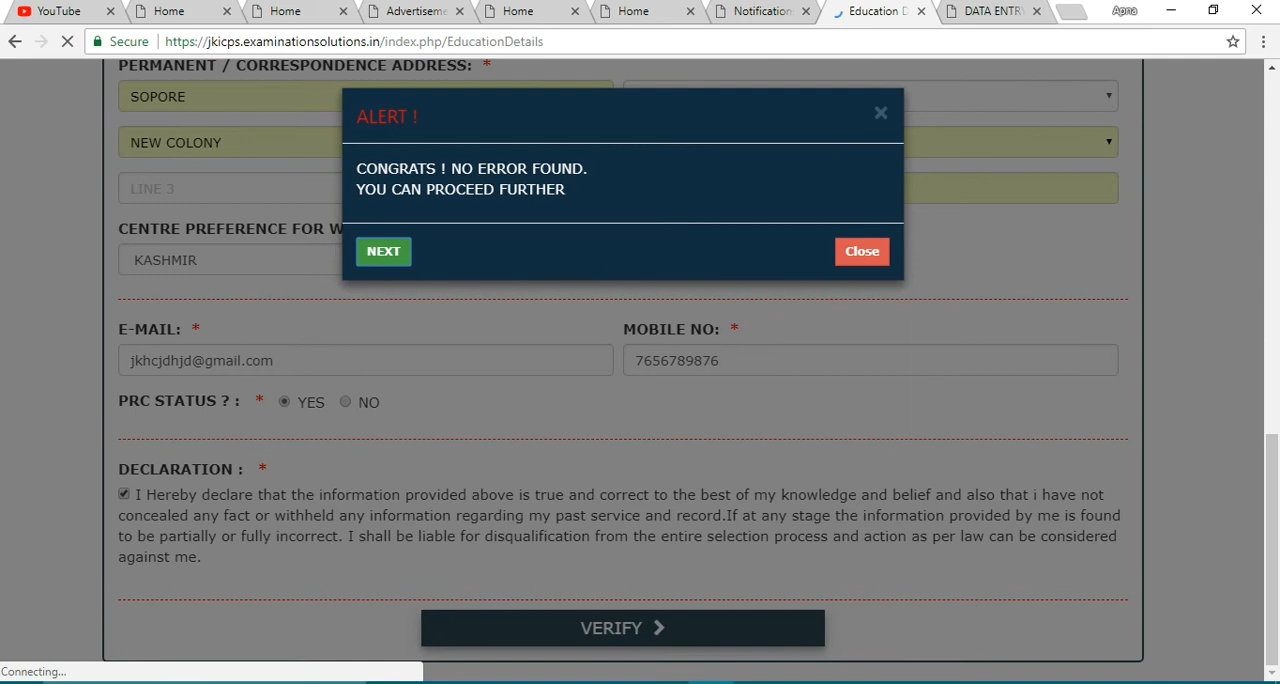 YouTube
Home
Home
Advertiseme
Home
Home
Notification
Education D
DATA ENTRY
Apna
Secure
https://jkicps.examinationsolutions.in/index.php/EducationDetails
PERMANENT / CORRESPONDENCE ADDRESS: *
SOPORE
NEW COLONY
LINE 3
ALERT !
CONGRATS ! NO ERROR FOUND.
YOU CAN PROCEED FURTHER
NEXT
Close
CENTRE PREFERENCE FOR W
KASHMIR
E-MAIL: *
MOBILE NO: *
jkhcjdhjd@gmail.com
7656789876
PRC STATUS ? : * YES NO
DECLARATION : *
I Hereby declare that the information provided above is true and correct to the best of my knowledge and belief and also that i have not
concealed any fact or withheld any information regarding my past service and record.If at any stage the information provided by me is found
to be partially or fully incorrect. I shall be liable for disqualification from the entire selection process and action as per law can be considered
against me.
VERIFY
Connecting...